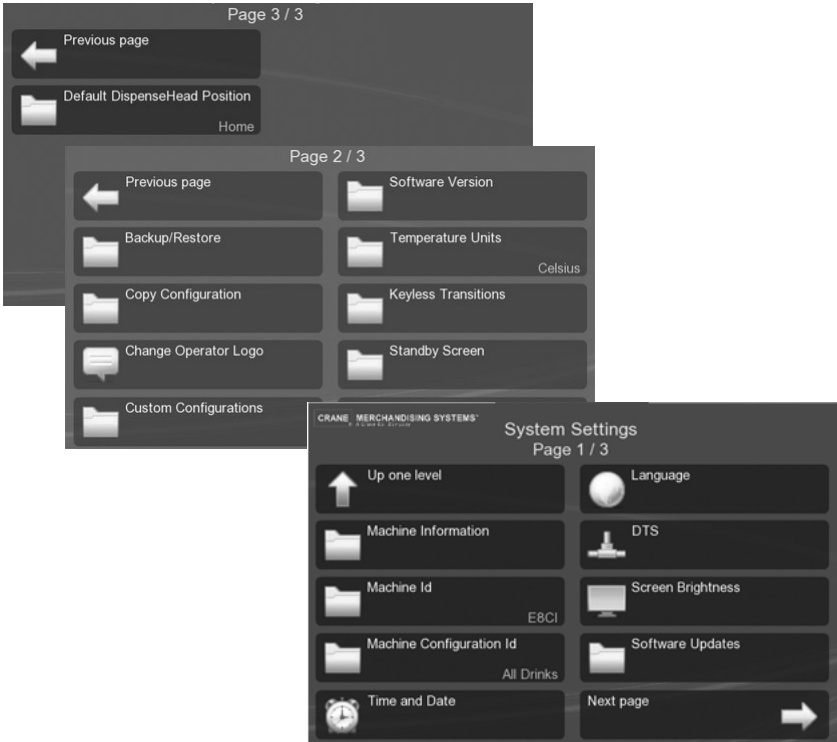 Page 3 / 3
Previous page
Default DispenseHead Position
Home
Page 2 / 3
Previous page
Software Version
Backup/Restore
Temperature Units
Celsius
Copy Configuration
Keyless Transitions
Change Operator Logo
Standby Screen
Custom Configurations
CRANE MERCHANDISING SYSTEMS
A Crane Co. Company
System Settings
Page 1 / 3
Up one level
Language
Machine Information
DTS
Machine Id
E8CI
Screen Brightness
Machine Configuration Id
All Drinks
Software Updates
Time and Date
Next page